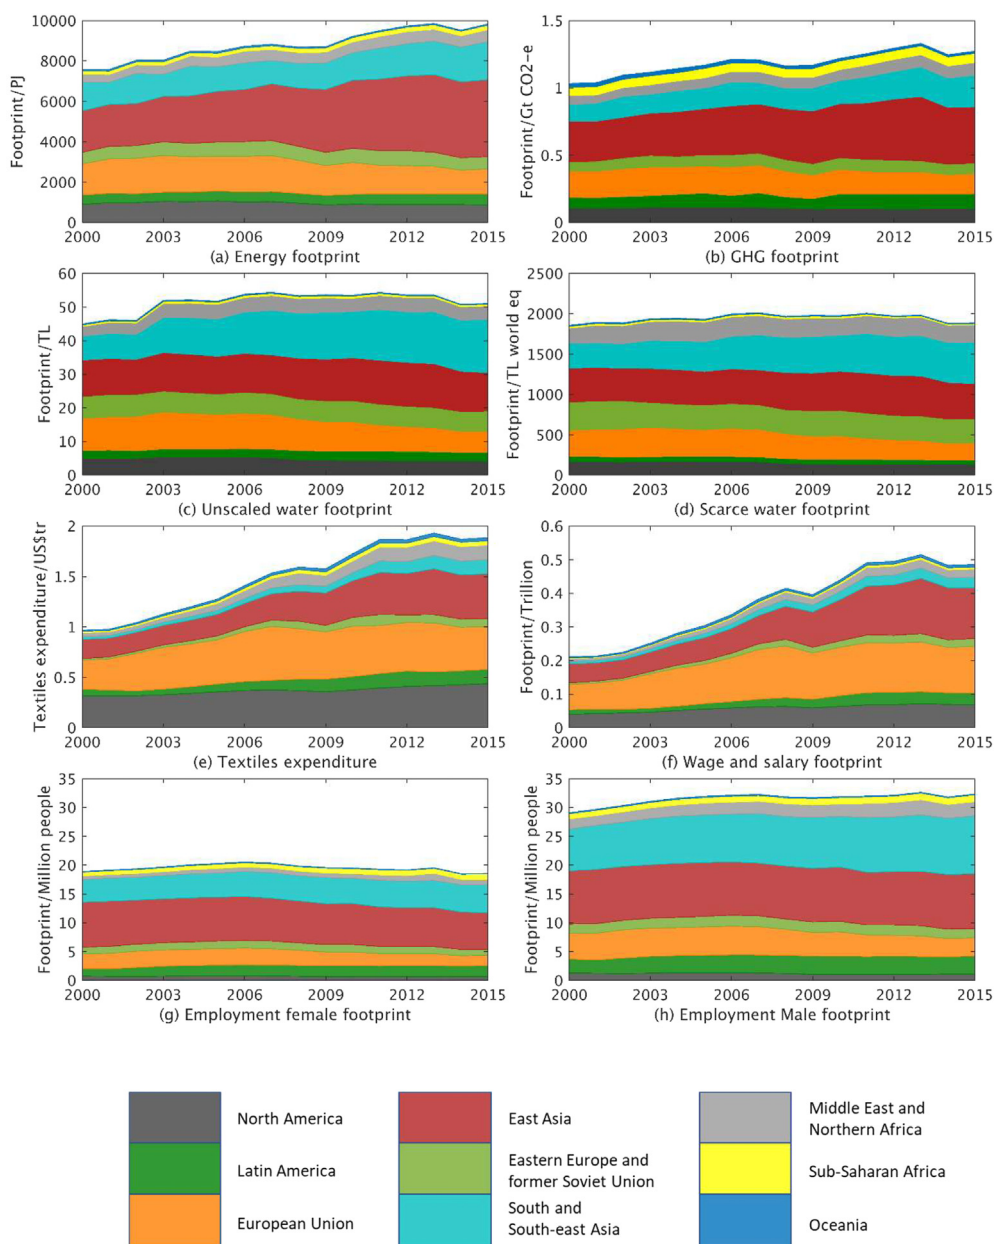 10000
8000
6000
4000
2000
0
Footprint/PJ
2000 2003 2006 2009 2012 2015
(a) Energy footprint
1.5
1
0.5
0
Footprint/Gt CO2-e
2000 2003 2006 2009 2012 2015
(b) GHG footprint
60
50
40
30
20
10
0
Footprint/TL
2000 2003 2006 2009 2012 2015
(c) Unscaled water footprint
2500
2000
1500
1000
500
0
Footprint/TL world eq
2000 2003 2006 2009 2012 2015
(d) Scarce water footprint
2
1.5
1
0.5
0
Textiles expenditure/US$tr
2000 2003 2006 2009 2012 2015
(e) Textiles expenditure
0.6
0.5
0.4
0.3
0.2
0.1
0
Footprint/Trillion
2000 2003 2006 2009 2012 2015
(f) Wage and salary footprint
35
30
25
20
15
10
5
0
Footprint/Million people
2000 2003 2006 2009 2012 2015
(g) Employment female footprint
35
30
25
20
15
10
5
0
Footprint/Million people
2000 2003 2006 2009 2012 2015
(h) Employment Male footprint
North America
Latin America
European Union
East Asia
Eastern Europe and
former Soviet Union
South and
South-east Asia
Middle East and
Northern Africa
Sub-Saharan Africa
Oceania